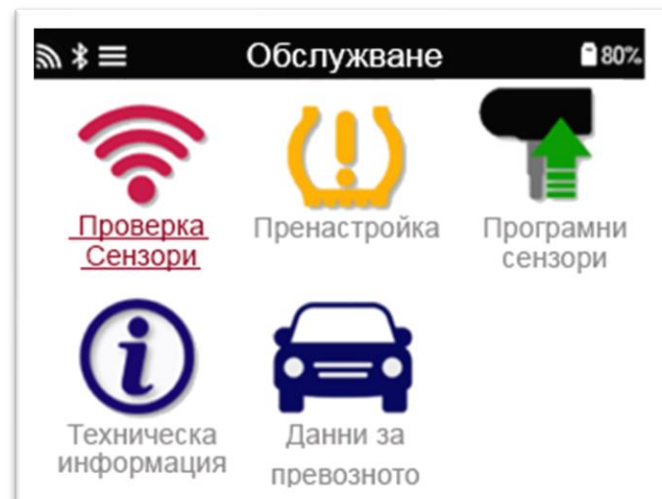 Обслужване 80%
Проверка
Сензори
Пренастройка
Програмни
сензори
Техническа
информация
Данни за
превозното